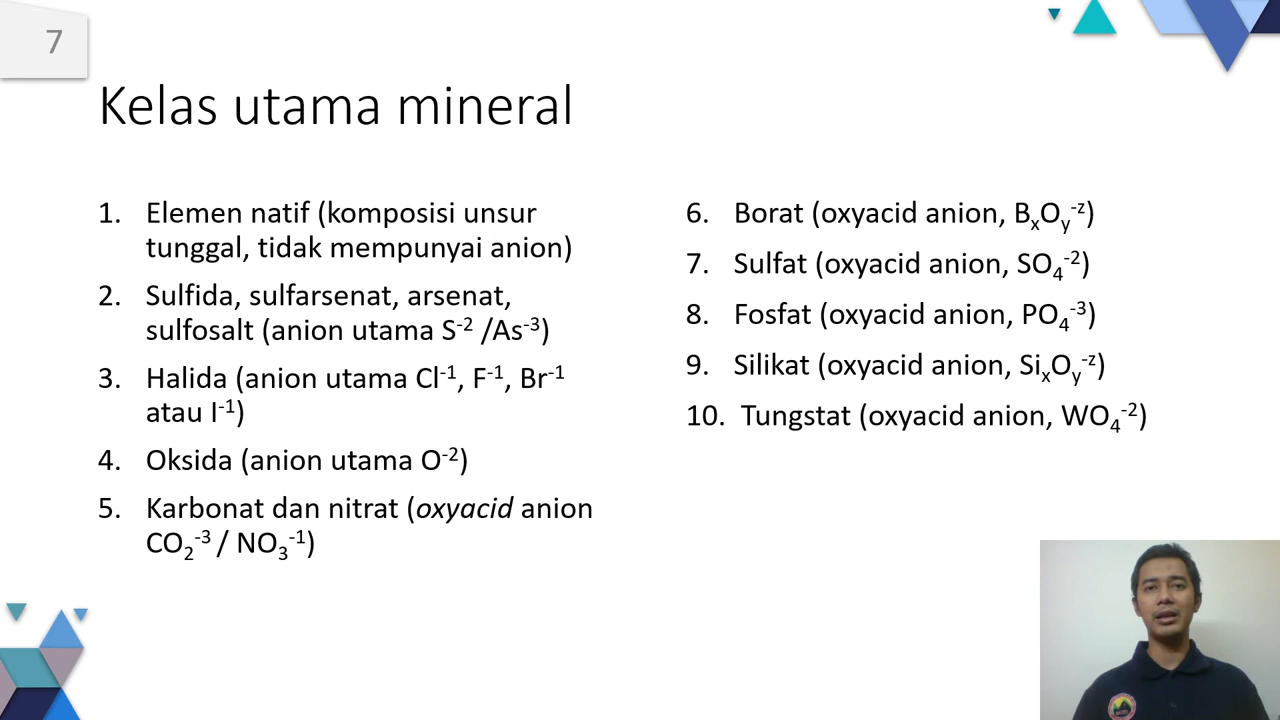 7
Kelas utama mineral
1. Elemen natif (komposisi unsur
tunggal, tidak mempunyai anion)
2. Sulfida, sulfarsenat, arsenat,
sulfosalt (anion utama S⁻² /As⁻³)
3. Halida (anion utama Cl⁻¹, F⁻¹, Br⁻¹
atau I⁻¹)
4. Oksida (anion utama O⁻²)
5. Karbonat dan nitrat (oxyacid anion
CO₂⁻³ / NO₃⁻¹)
6. Borat (oxyacid anion, BₓOᵧ⁻ᶻ)
7. Sulfat (oxyacid anion, SO₄⁻²)
8. Fosfat (oxyacid anion, PO₄⁻³)
9. Silikat (oxyacid anion, SiₓOᵧ⁻ᶻ)
10. Tungstat (oxyacid anion, WO₄⁻²)